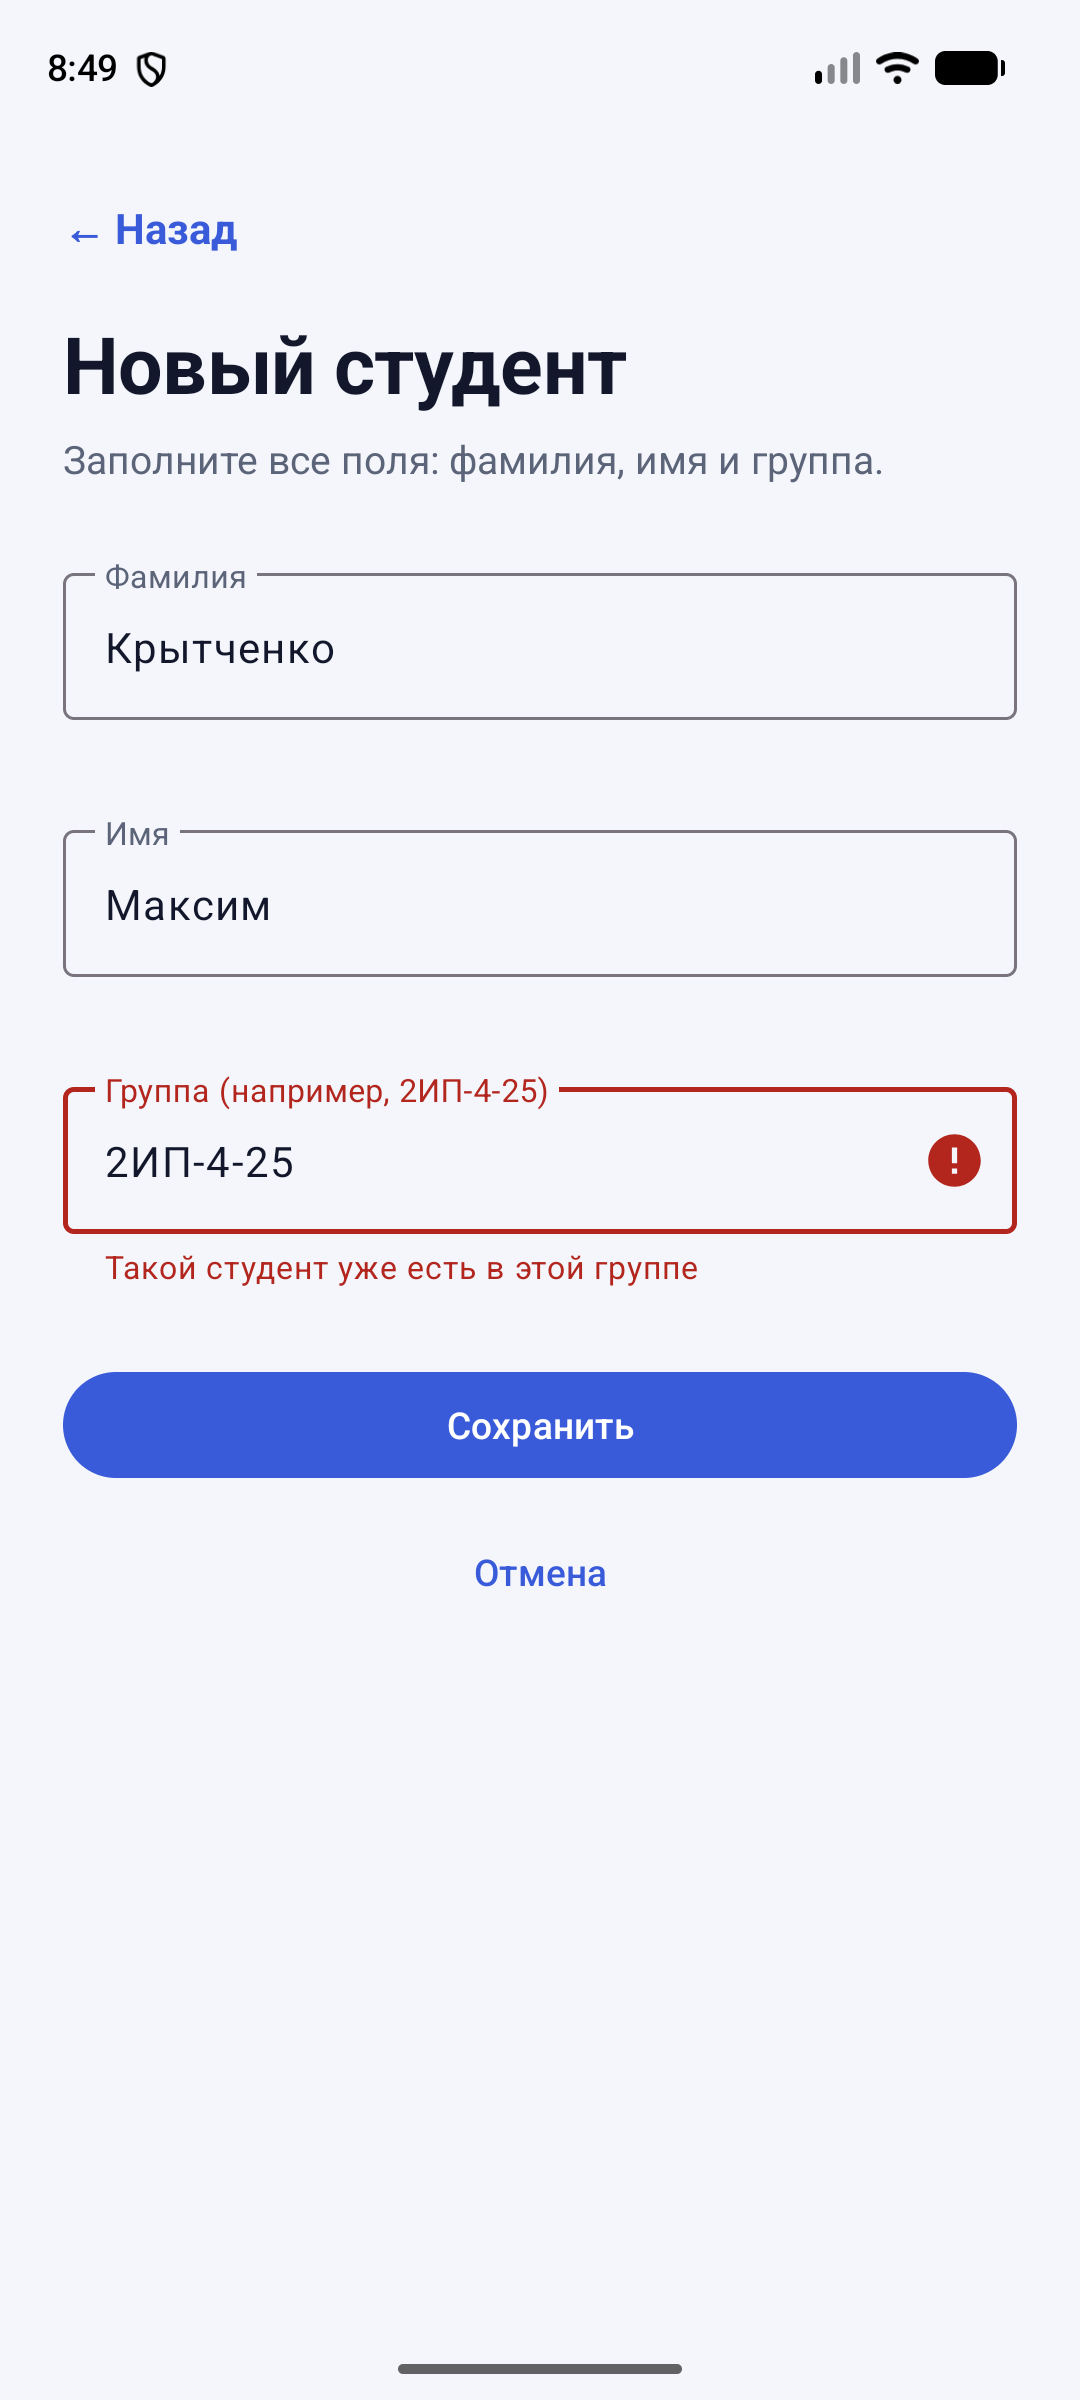 8:49
← Назад
Новый студент
Заполните все поля: фамилия, имя и группа.
Фамилия
Крытченко
Имя
Максим
Группа (например, 2ИП-4-25)
2ИП-4-25
Такой студент уже есть в этой группе
Сохранить
Отмена